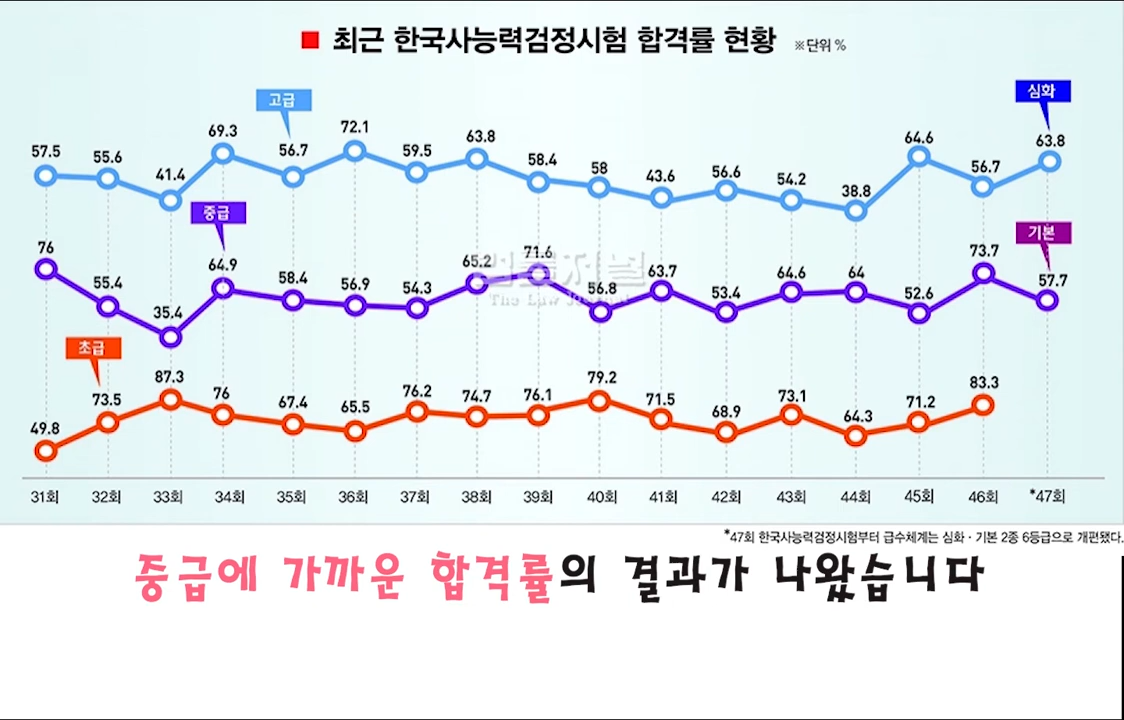 ■ 최근 한국사능력검정시험 합격률 현황 ※단위 %
고급
심화
57.5 55.6 41.4 69.3 56.7 72.1 59.5 63.8 58.4 58 43.6 56.6 54.2 38.8 64.6 56.7 63.8
중급
기본
76 55.4 35.4 64.9 58.4 56.9 54.3 65.2 71.6 56.8 63.7 53.4 64.6 64 52.6 73.7 57.7
법률저널
The Law Journal
초급
49.8 73.5 87.3 76 67.4 65.5 76.2 74.7 76.1 79.2 71.5 68.9 73.1 64.3 71.2 83.3
31회 32회 33회 34회 35회 36회 37회 38회 39회 40회 41회 42회 43회 44회 45회 46회 *47회
*47회 한국사능력검정시험부터 급수체계는 심화 · 기본 2종 6등급으로 개편됐다.
중급에 가까운 합격률의 결과가 나왔습니다